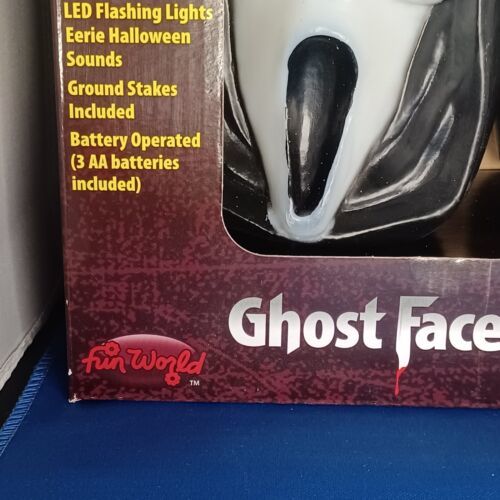 LED Flashing Lights
Eerie Halloween
Sounds
Ground Stakes
Included
Battery Operated
(3 AA batteries
included)
Ghost Face
fun World
TM